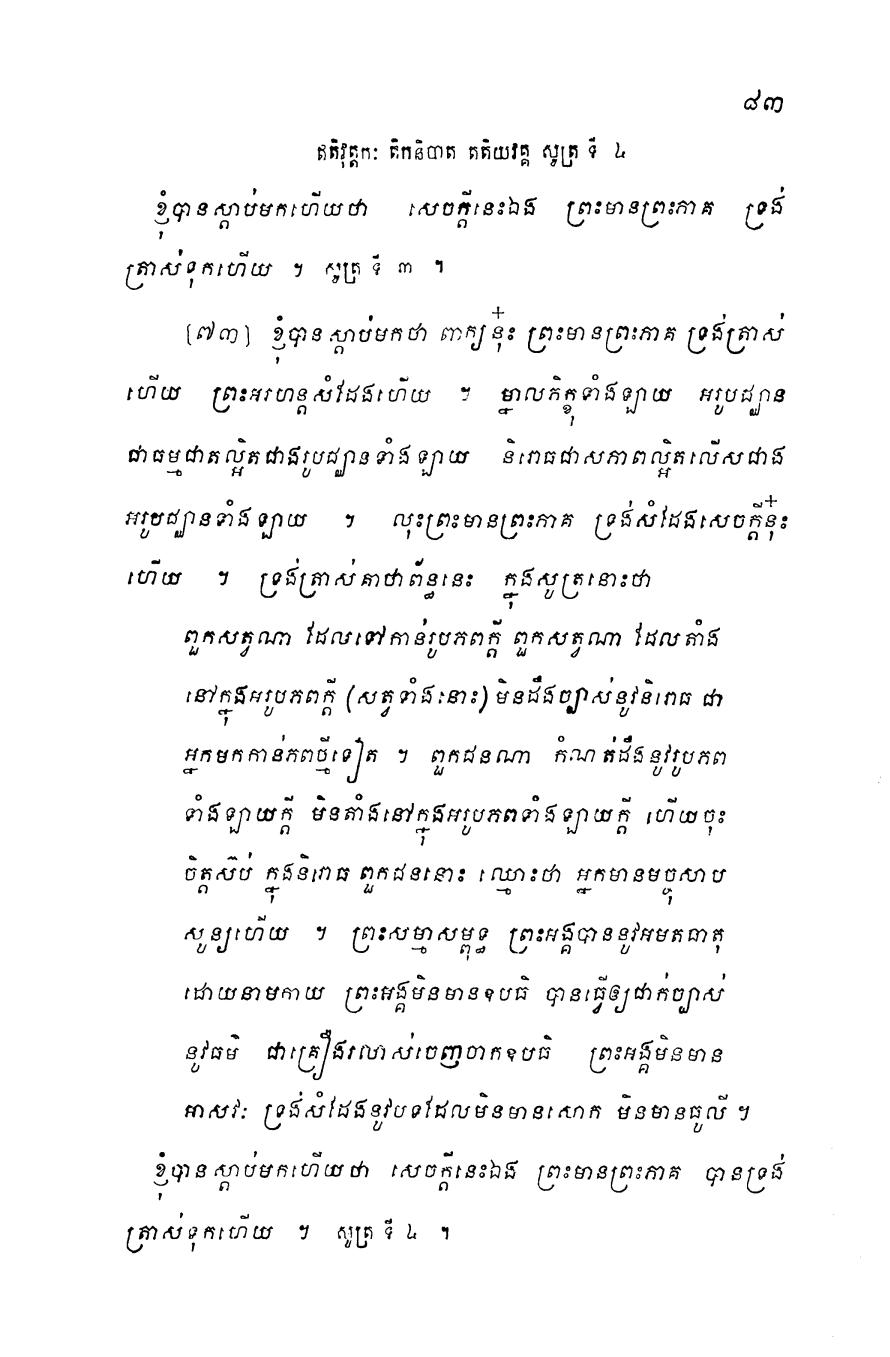 ៨៣
ឥតិវុត្តកៈ តិកនិបាត តតិយវគ្គ សូត្រ ទី ៤
ខ្ញុំបានស្តាប់មកហើយថា សេចក្តីនេះឯង ព្រះមានព្រះភាគ ទ្រង់
ត្រាស់ទុកហើយ ។ សូត្រ ទី ៣ ។
[៧៣] ខ្ញុំបានស្តាប់មកថា ពាក្យនុ៎ះ ព្រះមានព្រះភាគ ទ្រង់ត្រាស់
ហើយ ព្រះអរហន្តសំដែងហើយ ។ ម្នាលភិក្ខុទាំងឡាយ អរូបជ្ឈាន
ជាធម្មជាតល្អិតជាងរូបជ្ឈានទាំងឡាយ និរោធជាសភាពល្អិតលើសជាង
អរូបជ្ឈានទាំងឡាយ ។ លុះព្រះមានព្រះភាគ ទ្រង់សំដែងសេចក្តីនុ៎ះ
ហើយ ។ ទ្រង់ត្រាស់គាថាព័ន្ធនេះ ក្នុងសូត្រនោះថា
ពួកសត្វណា ដែលទៅកាន់រូបភពក្តី ពួកសត្វណា ដែលតាំង
នៅក្នុងអរូបភពក្តី (សត្វទាំងនោះ) មិនដឹងច្បាស់នូវនិរោធ ជា
អ្នកមកកាន់ភពថ្មីទៀត ។ ពួកជនណា កំណត់ដឹងនូវរូបភព
ទាំងឡាយក្តី មិនតាំងនៅក្នុងអរូបភពទាំងឡាយក្តី ហើយចុះ
ចិត្តស៊ប់ ក្នុងនិរោធ ពួកជននោះ ឈ្មោះថា អ្នកមានមច្ចុសាប
សូន្យហើយ ។ ព្រះសម្មាសម្ពុទ្ធ ព្រះអង្គបាននូវអមតធាតុ
ដោយនាមកាយ ព្រះអង្គមិនមានឧបធិ បានធ្វើឲ្យជាក់ច្បាស់
នូវធម៌ ជាគ្រឿងរលាស់ចេញចាកឧបធិ ព្រះអង្គមិនមាន
អាសវៈ ទ្រង់សំដែងនូវបទដែលមិនមានសោក មិនមានធូលី ។
ខ្ញុំបានស្តាប់មកហើយថា សេចក្តីនេះឯង ព្រះមានព្រះភាគ បានទ្រង់
ត្រាស់ទុកហើយ ។ សូត្រ ទី ៤ ។